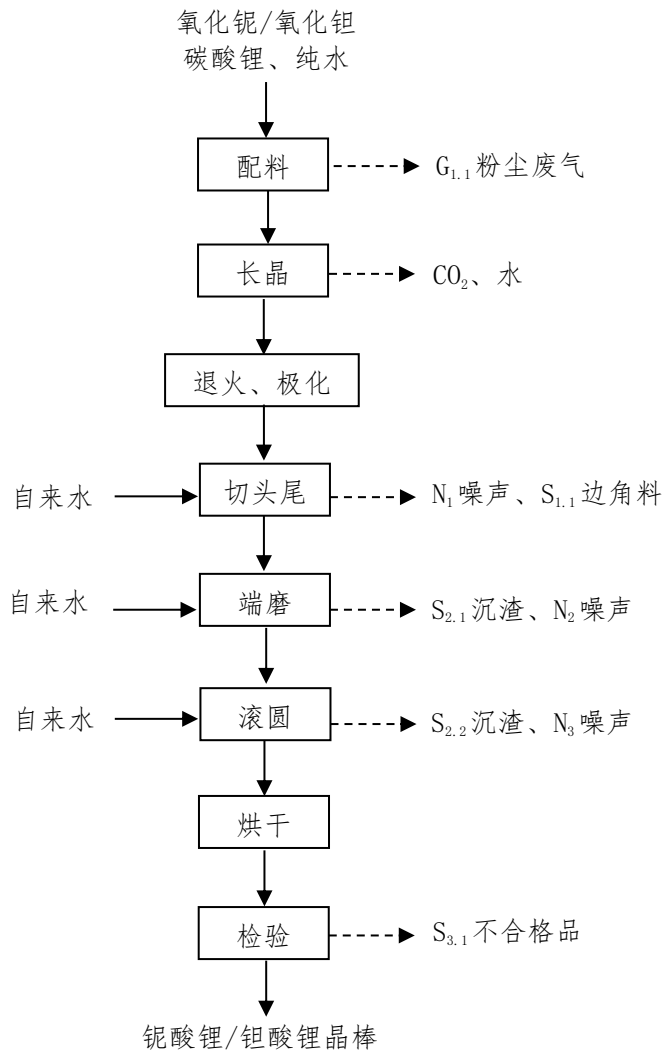 氧化铌/氧化钽
碳酸锂、纯水
配料
G1.1粉尘废气
长晶
CO2、水
退火、极化
自来水
切头尾
N1噪声、S1.1边角料
自来水
端磨
S2.1沉渣、N2噪声
自来水
滚圆
S2.2沉渣、N3噪声
烘干
检验
S3.1不合格品
铌酸锂/钽酸锂晶棒